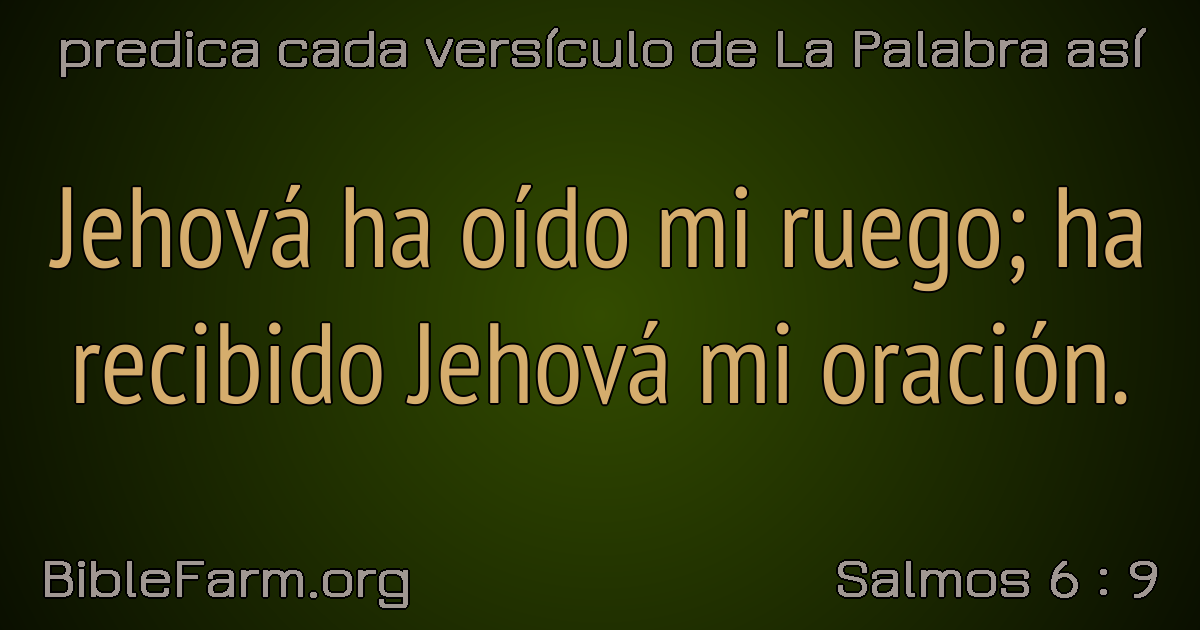 predica cada versículo de La Palabra así
Jehová ha oído mi ruego; ha
recibido Jehová mi oración.
BibleFarm.org
Salmos 6 : 9